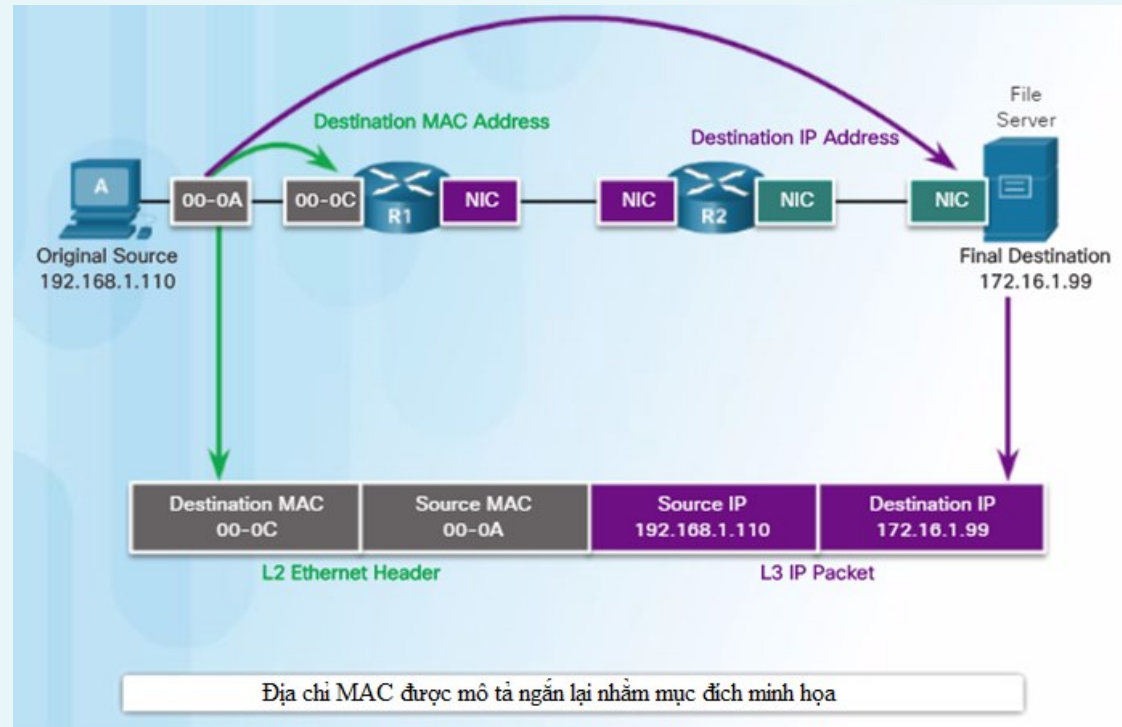 File
Server
Destination MAC Address
Destination IP Address
A
00-0A
00-0C
R1
NIC
NIC
R2
NIC
NIC
Original Source
192.168.1.110
Final Destination
172.16.1.99
Destination MAC
00-0C
Source MAC
00-0A
Source IP
192.168.1.110
Destination IP
172.16.1.99
L2 Ethernet Header
L3 IP Packet
Địa chỉ MAC được mô tả ngắn lại nhằm mục đích minh họa